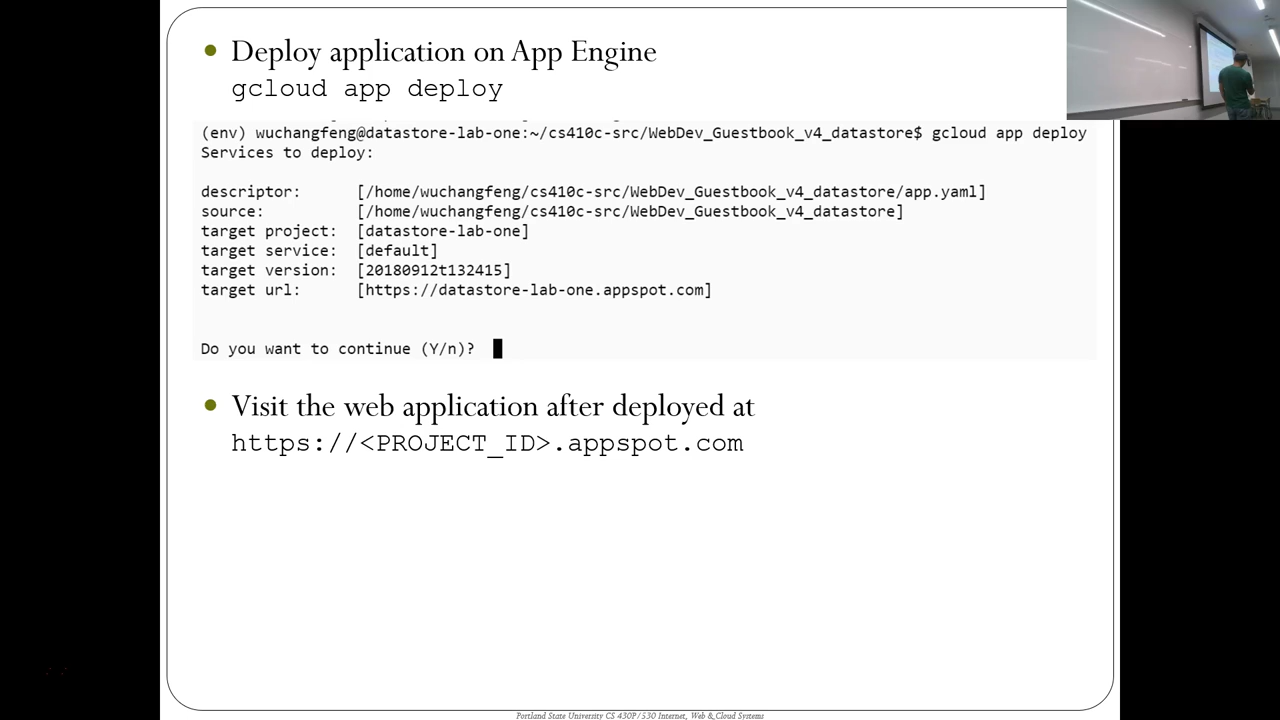 Deploy application on App Engine
gcloud app deploy
(env) wuchangfeng@datastore-lab-one:~/cs410c-src/WebDev_Guestbook_v4_datastore$ gcloud app deploy
Services to deploy:
descriptor: [/home/wuchangfeng/cs410c-src/WebDev_Guestbook_v4_datastore/app.yaml]
source: [/home/wuchangfeng/cs410c-src/WebDev_Guestbook_v4_datastore]
target project: [datastore-lab-one]
target service: [default]
target version: [20180912t132415]
target url: [https://datastore-lab-one.appspot.com]
Do you want to continue (Y/n)?
Visit the web application after deployed at
https://<PROJECT_ID>.appspot.com
Portland State University CS 430P/530 Internet, Web & Cloud Systems